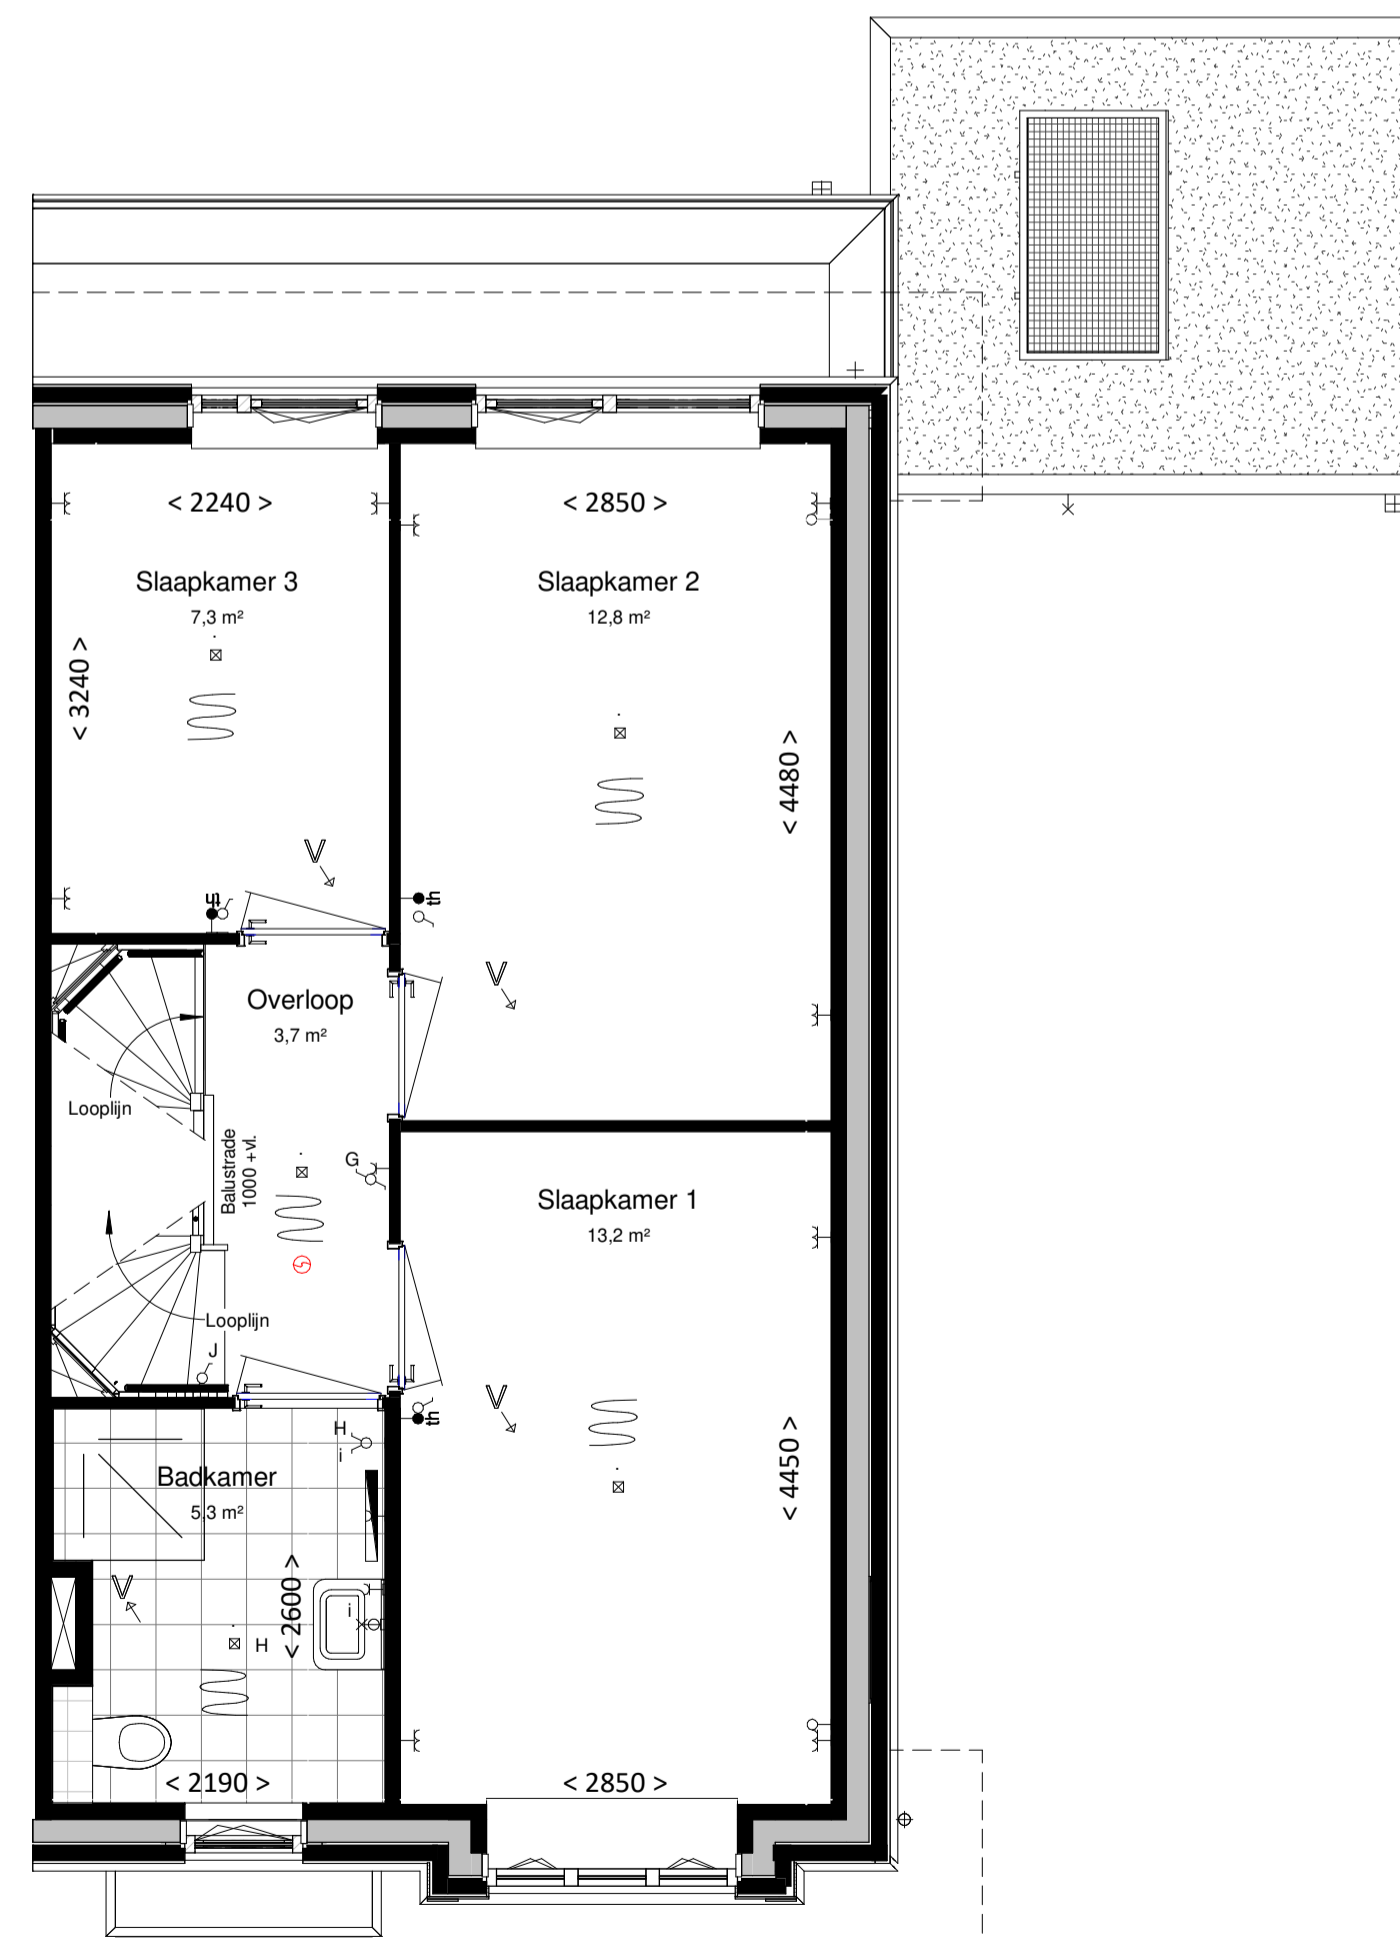 < 2240 >
< 2850 >
Slaapkamer 3
7,3 m²
Slaapkamer 2
12,8 m²
< 3240 >
< 4480 >
V
th
th
V
Overloop
3,7 m²
Looplijn
Balustrade
1000 +vl.
G
Slaapkamer 1
13,2 m²
Looplijn
J
V
th
H
i
Badkamer
5,3 m²
< 4450 >
V
< 2600 >
i
H
< 2190 >
< 2850 >